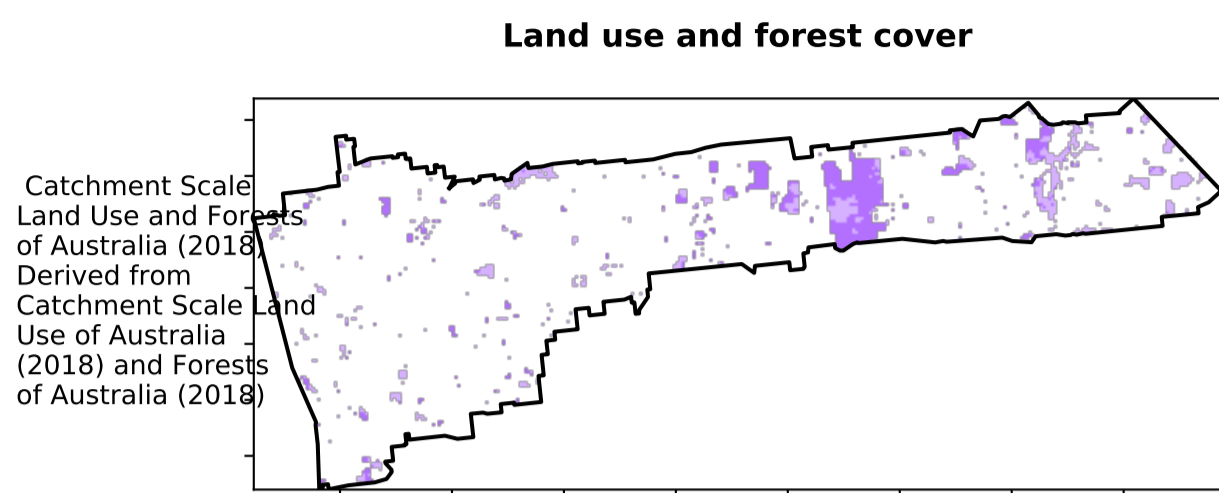 Land use and forest cover
Catchment Scale
Land Use and Forests
of Australia (2018)
Derived from
Catchment Scale Land
Use of Australia
(2018) and Forests
of Australia (2018)